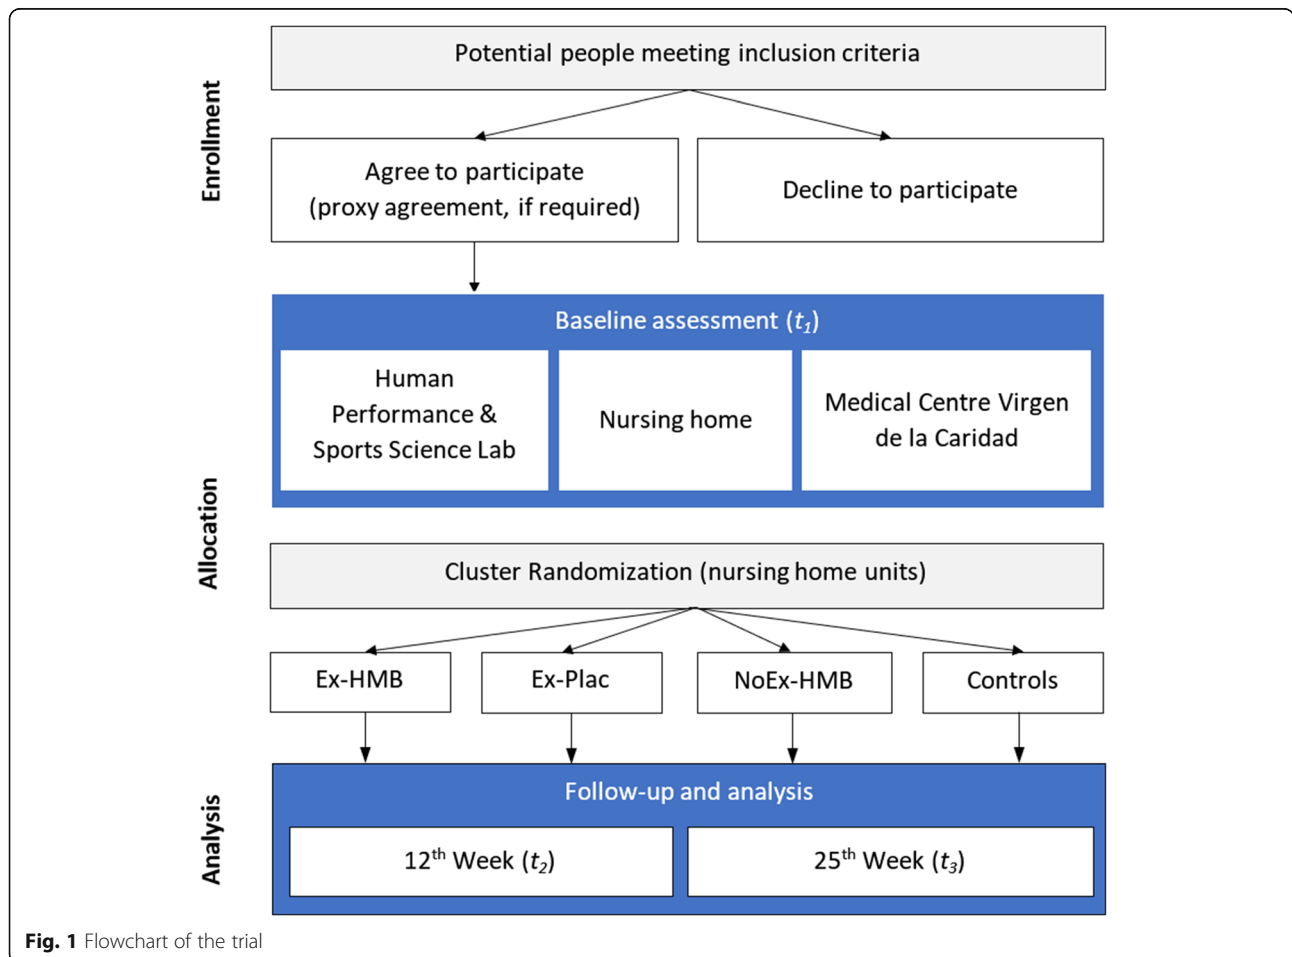 Potential people meeting inclusion criteria
Enrollment
Agree to participate
(proxy agreement, if required)
Decline to participate
Baseline assessment (t1)
Human
Performance &
Sports Science Lab
Nursing home
Medical Centre Virgen
de la Caridad
Allocation
Cluster Randomization (nursing home units)
Ex-HMB
Ex-Plac
NoEx-HMB
Controls
Analysis
Follow-up and analysis
12th Week (t2)
25th Week (t3)
Fig. 1 Flowchart of the trial